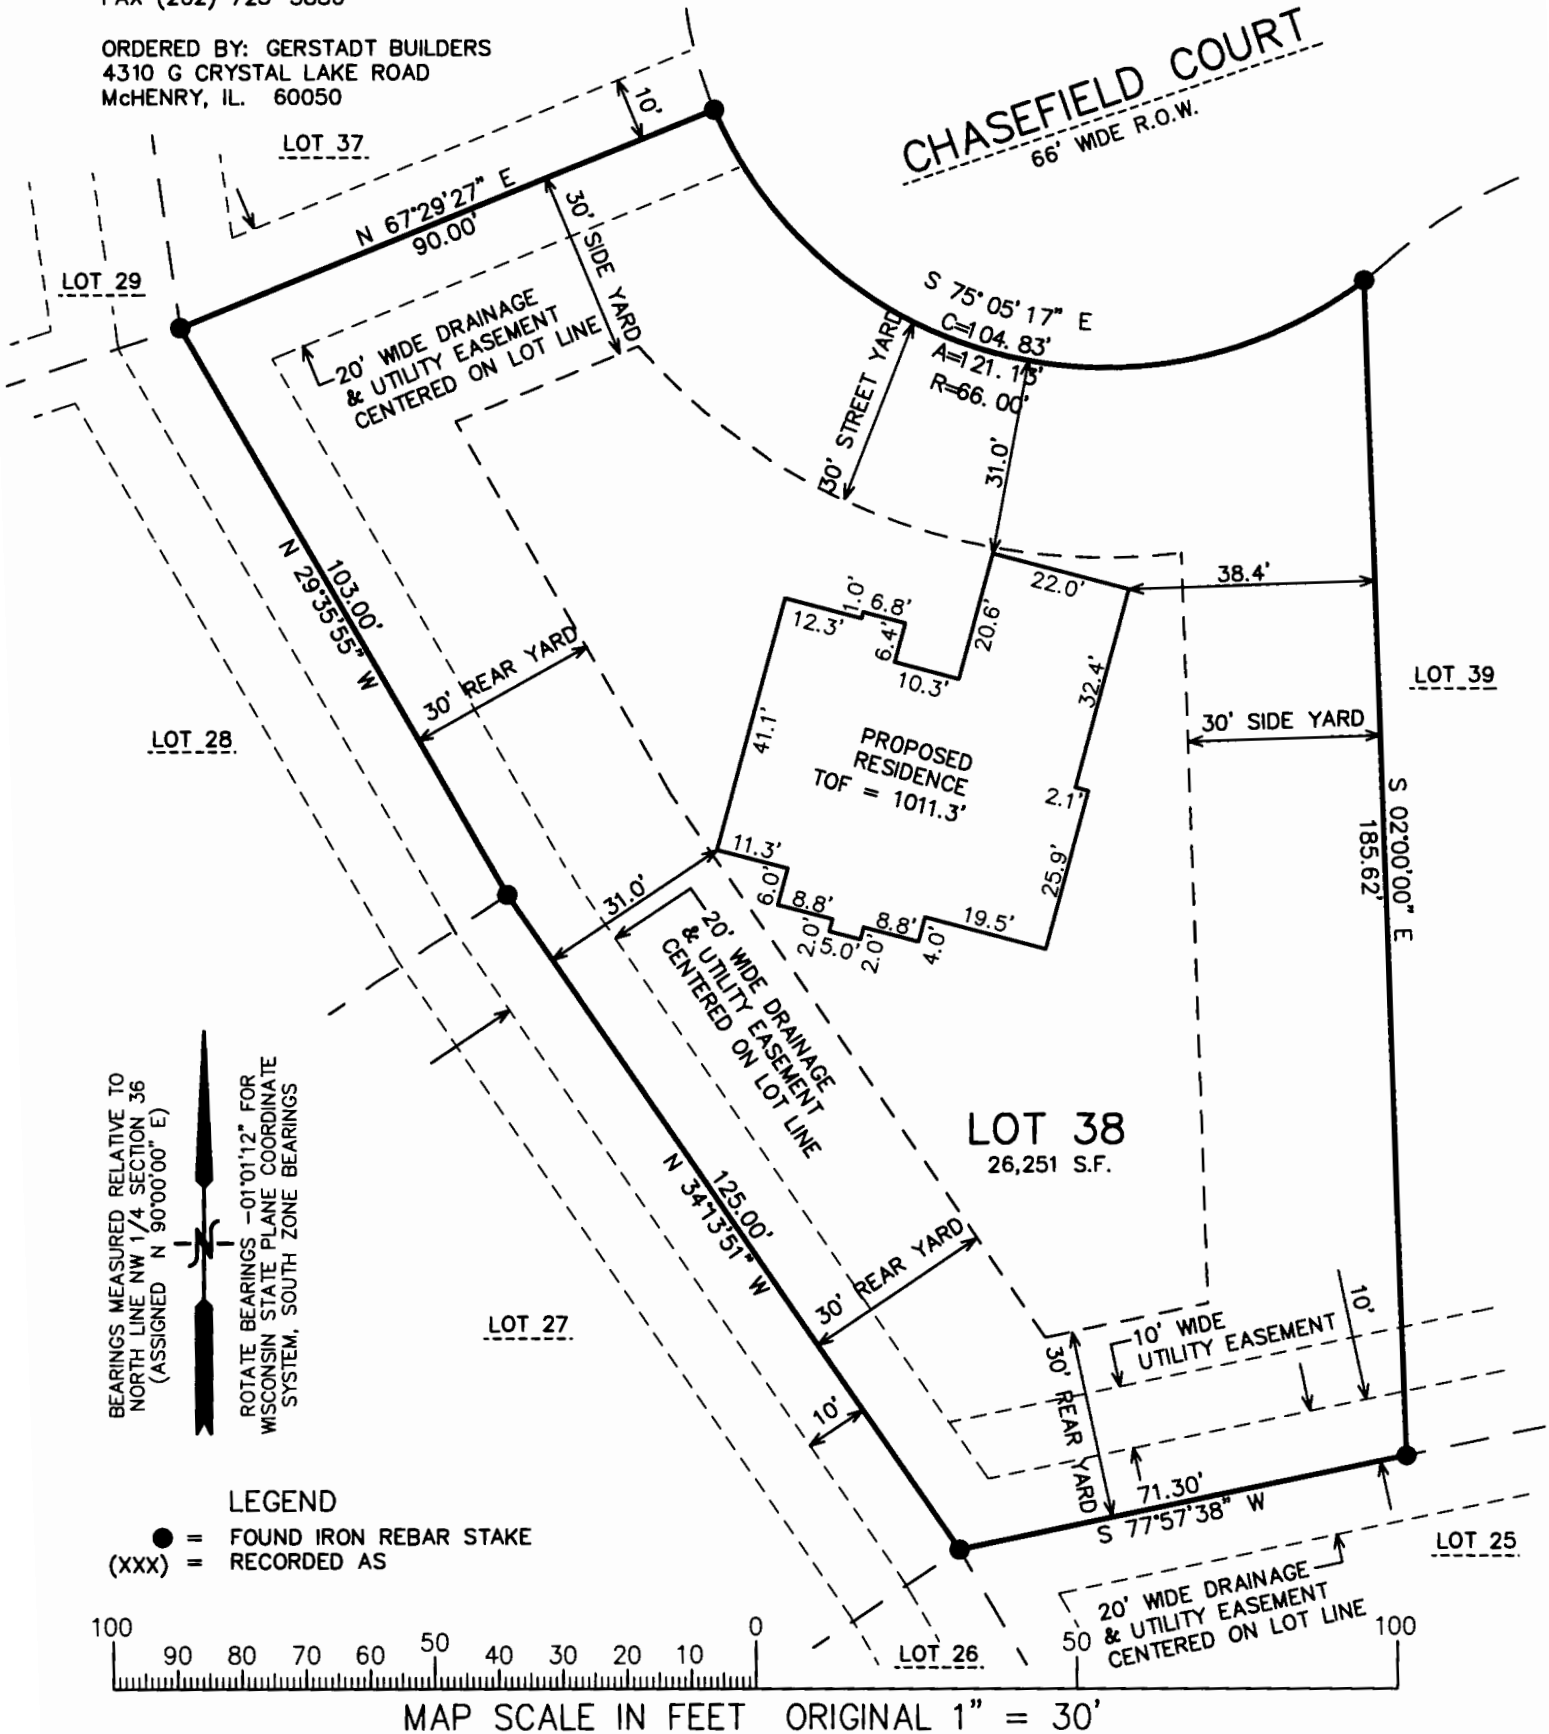 ORDERED BY: GERSTADT BUILDERS
4310 G CRYSTAL LAKE ROAD
McHENRY, IL. 60050
CHASEFIELD COURT
66' WIDE R.O.W.
LOT 37
10'
N 67°29'27" E
90.00'
30' SIDE YARD
LOT 29
20' WIDE DRAINAGE
& UTILITY EASEMENT
CENTERED ON LOT LINE
S 75°05'17" E
C=104.83'
A=121.13'
R=66.00'
30' STREET YARD
31.0'
103.00'
N 29°35'55" W
30' REAR YARD
LOT 28
12.3'
1.0'
6.8'
6.4'
10.3'
20.6'
22.0'
38.4'
32.4'
41.1'
PROPOSED
RESIDENCE
TOF = 1011.3'
2.1'
25.9'
11.3'
6.0'
8.8'
2.0'
5.0'
2.0'
8.8'
4.0'
19.5'
LOT 39
30' SIDE YARD
S 02°00'00" E
185.62'
31.0'
20' WIDE DRAINAGE
& UTILITY EASEMENT
CENTERED ON LOT LINE
LOT 38
26,251 S.F.
125.00'
N 34°13'51" W
30' REAR YARD
LOT 27
10'
30' REAR YARD
10' WIDE
UTILITY EASEMENT
10'
71.30'
S 77°57'38" W
LOT 25
20' WIDE DRAINAGE
& UTILITY EASEMENT
CENTERED ON LOT LINE
LOT 26
BEARINGS MEASURED RELATIVE TO
NORTH LINE NW 1/4 SECTION 36
(ASSIGNED N 90°00'00" E)
N
ROTATE BEARINGS -01°01'12" FOR
WISCONSIN STATE PLANE COORDINATE
SYSTEM, SOUTH ZONE BEARINGS
LEGEND
● = FOUND IRON REBAR STAKE
(XXX) = RECORDED AS
100 90 80 70 60 50 40 30 20 10 0 50 100
MAP SCALE IN FEET ORIGINAL 1" = 30'